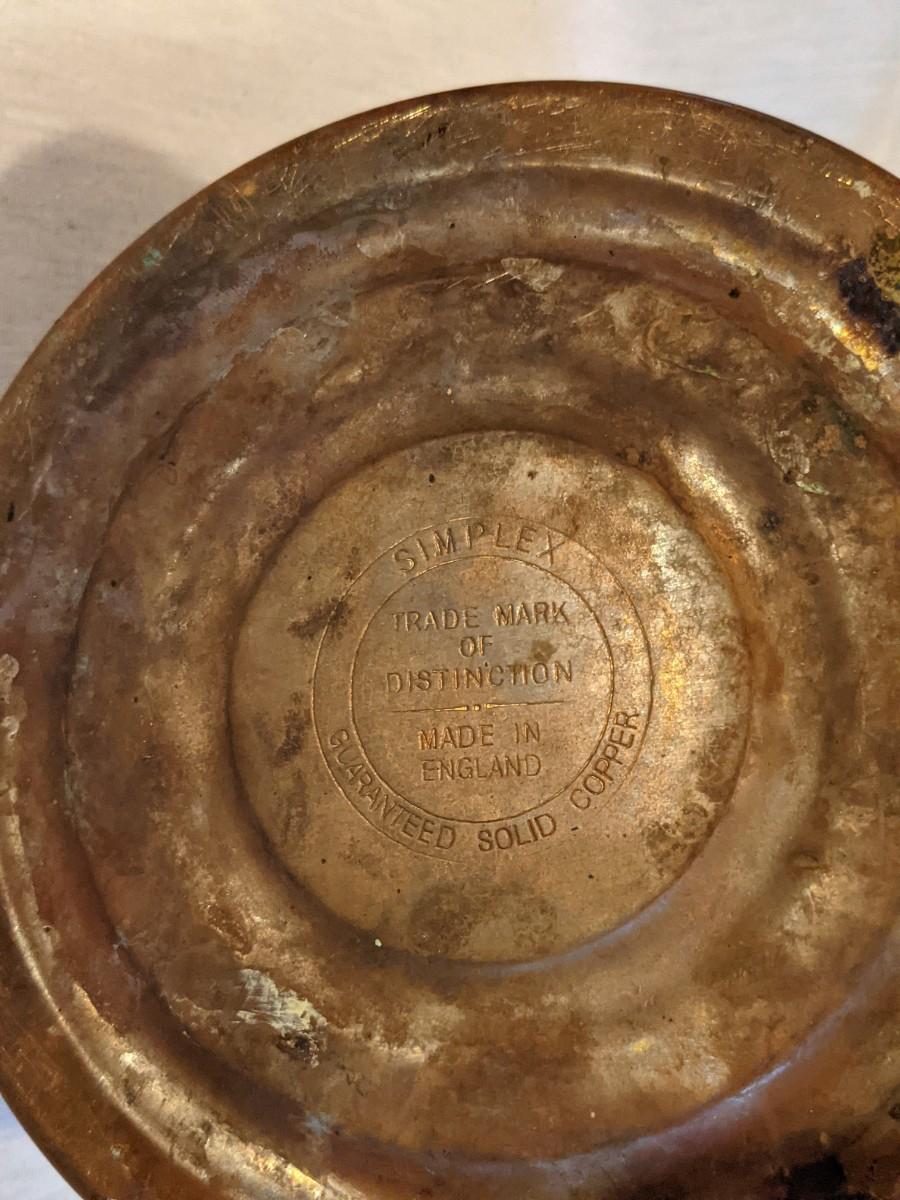 SIMPLEX
TRADE MARK
OF
DISTINCTION
MADE IN
ENGLAND
GUARANTEED SOLID COPPER